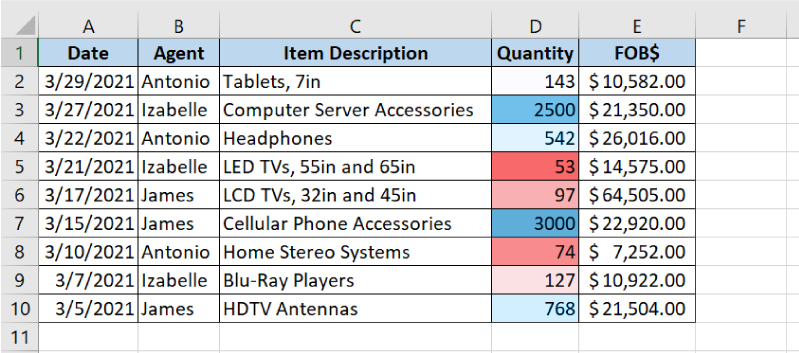 A B C D E F
1 Date Agent Item Description Quantity FOB$
2 3/29/2021 Antonio Tablets, 7in 143 $ 10,582.00
3 3/27/2021 Izabelle Computer Server Accessories 2500 $ 21,350.00
4 3/22/2021 Antonio Headphones 542 $ 26,016.00
5 3/21/2021 Izabelle LED TVs, 55in and 65in 53 $ 14,575.00
6 3/17/2021 James LCD TVs, 32in and 45in 97 $ 64,505.00
7 3/15/2021 James Cellular Phone Accessories 3000 $ 22,920.00
8 3/10/2021 Antonio Home Stereo Systems 74 $ 7,252.00
9 3/7/2021 Izabelle Blu-Ray Players 127 $ 10,922.00
10 3/5/2021 James HDTV Antennas 768 $ 21,504.00
11